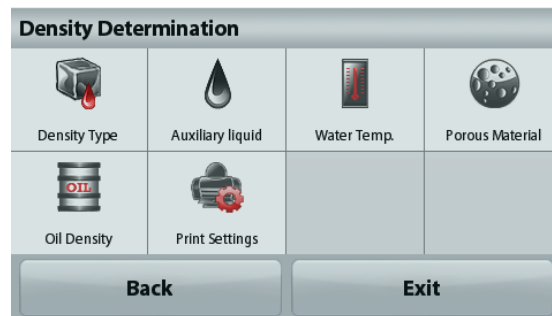 Density Determination
Density Type
Auxiliary liquid
Water Temp.
Porous Material
OIL
Oil Density
Print Settings
Back
Exit